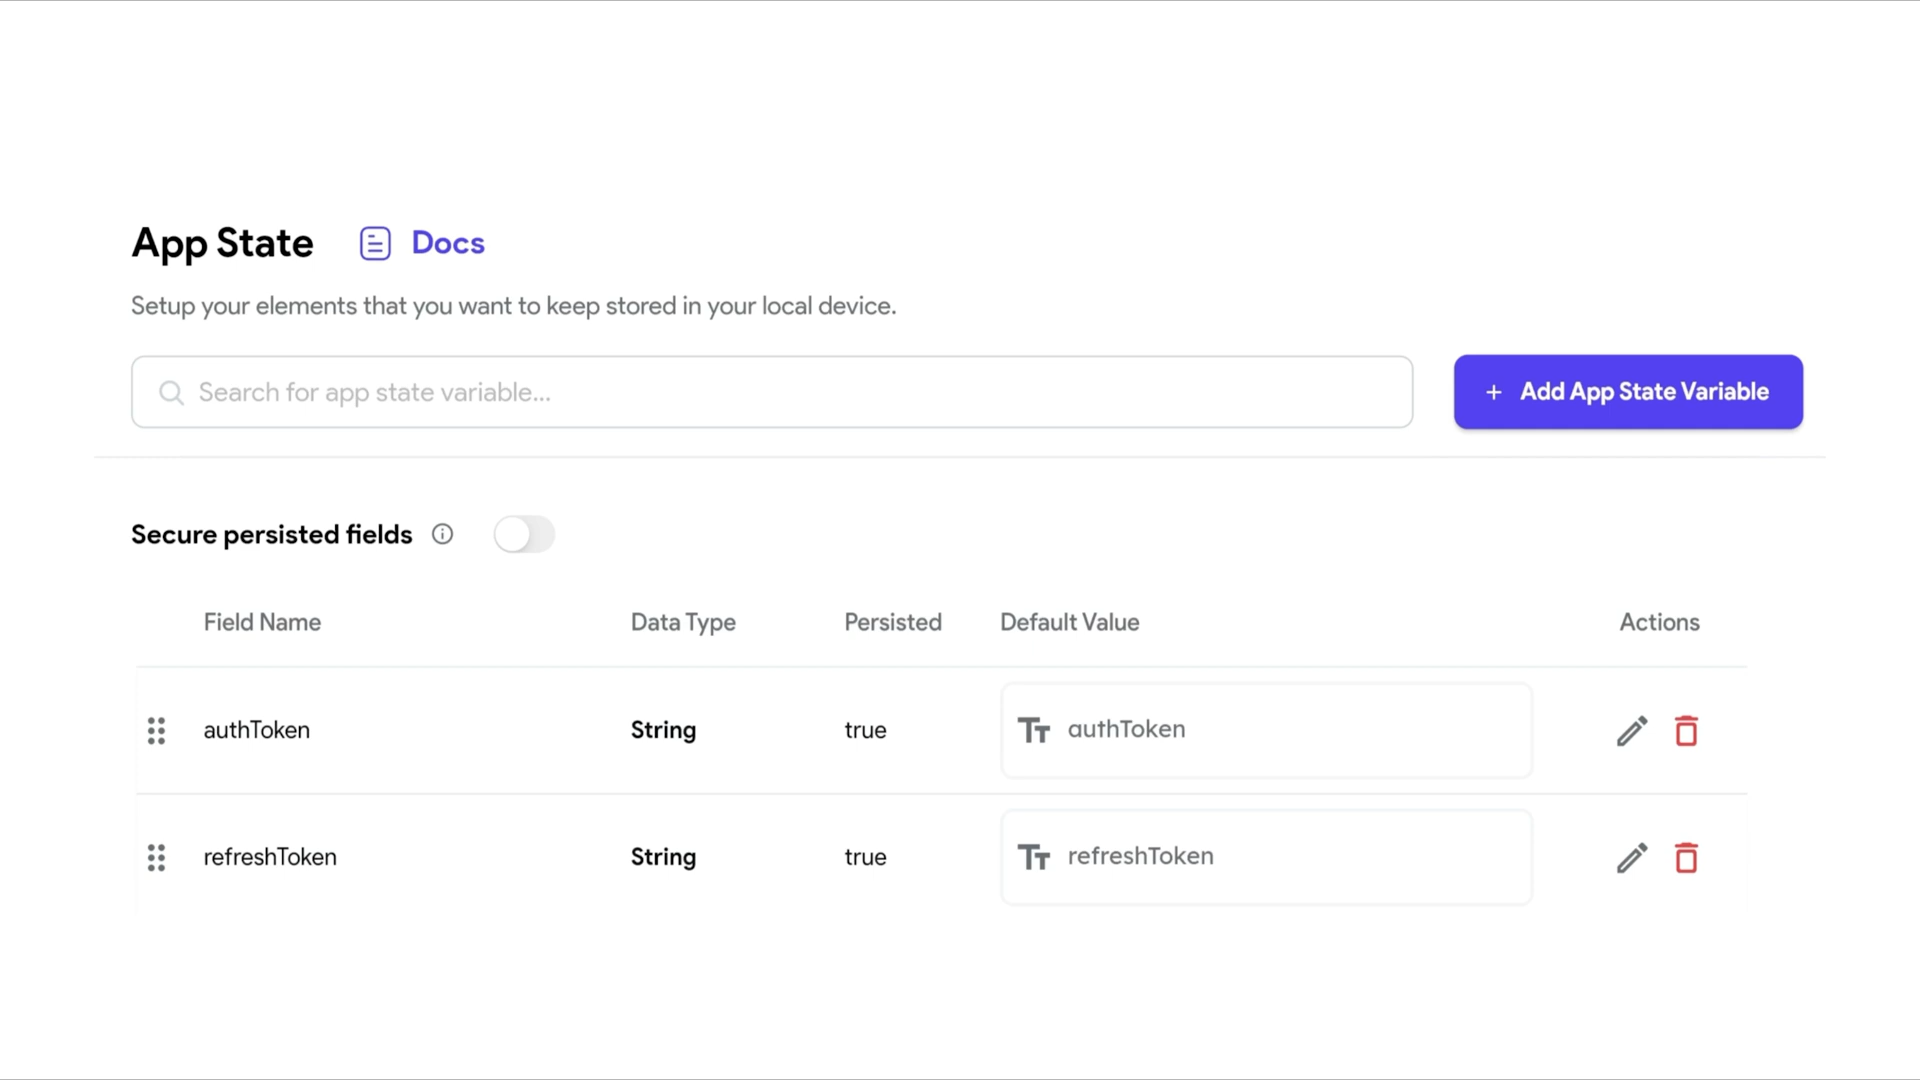 App State Docs
Setup your elements that you want to keep stored in your local device.
Search for app state variable...
+ Add App State Variable
Secure persisted fields
Field Name Data Type Persisted Default Value Actions
authToken String true TT authToken
refreshToken String true TT refreshToken